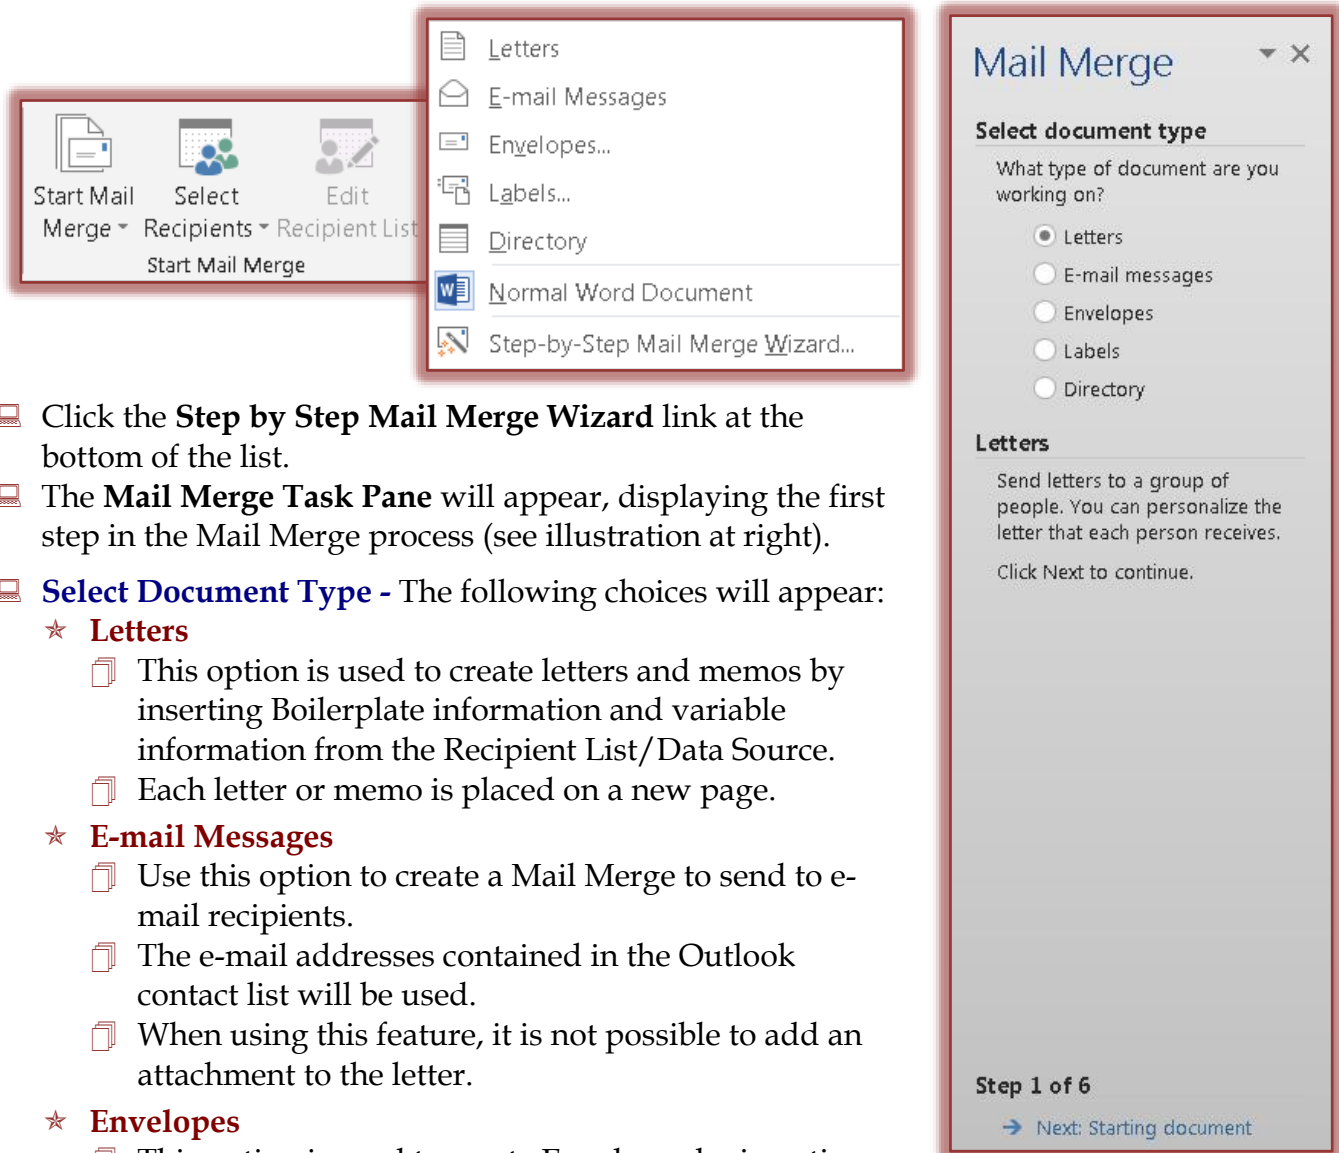 Start Mail
Merge
Select
Recipients
Edit
Recipient List
Start Mail Merge
Letters
E-mail Messages
Envelopes...
Labels...
Directory
Normal Word Document
Step-by-Step Mail Merge Wizard...
Click the Step by Step Mail Merge Wizard link at the
bottom of the list.
The Mail Merge Task Pane will appear, displaying the first
step in the Mail Merge process (see illustration at right).
Select Document Type - The following choices will appear:
Letters
This option is used to create letters and memos by
inserting Boilerplate information and variable
information from the Recipient List/Data Source.
Each letter or memo is placed on a new page.
E-mail Messages
Use this option to create a Mail Merge to send to e-
mail recipients.
The e-mail addresses contained in the Outlook
contact list will be used.
When using this feature, it is not possible to add an
attachment to the letter.
Envelopes
Mail Merge
Select document type
What type of document are you
working on?
Letters
E-mail messages
Envelopes
Labels
Directory
Letters
Send letters to a group of
people. You can personalize the
letter that each person receives.
Click Next to continue.
Step 1 of 6
Next: Starting document